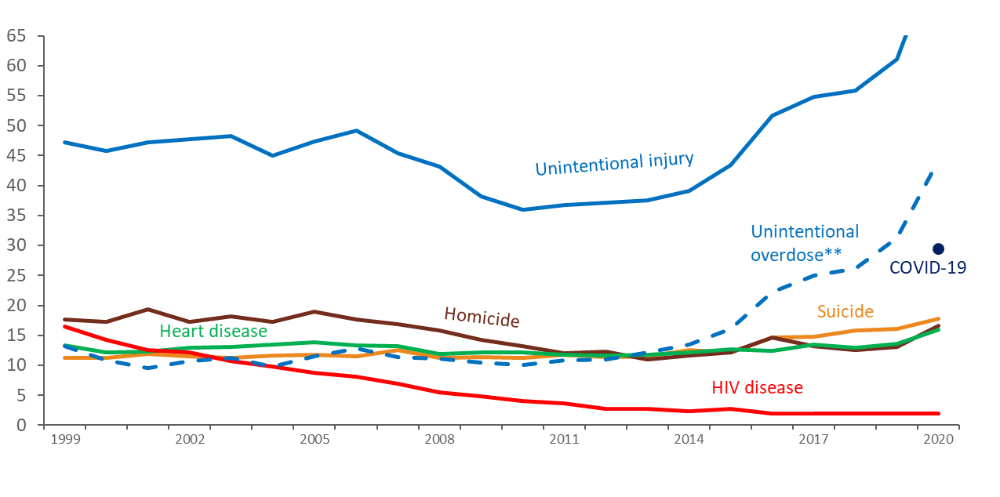 65
60
55
50
45
40
35
30
25
20
15
10
5
0
Unintentional injury
Unintentional
overdose**
COVID-19
Suicide
Homicide
Heart disease
HIV disease
1999 2002 2005 2008 2011 2014 2017 2020